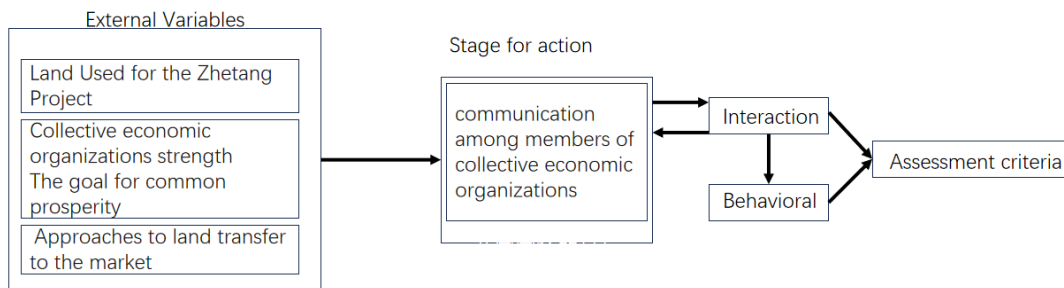 External Variables
Land Used for the Zhetang
Project
Collective economic
organizations strength
The goal for common
prosperity
Approaches to land transfer
to the market
Stage for action
communication
among members of
collective economic
organizations
Interaction
Behavioral
Assessment criteria